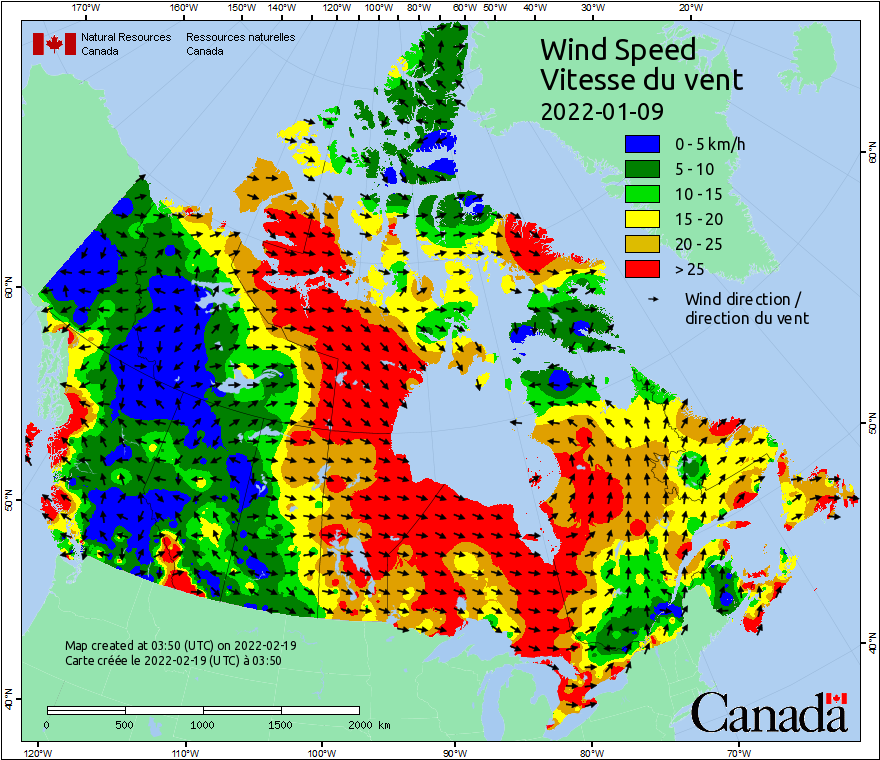 170°W 160°W 150°W 140°W 130°W 120°W 110°W 100°W 80°W 60°W 50°W 40°W 30°W 20°W
Natural Resources Ressources naturelles
Canada Canada
Wind Speed
Vitesse du vent
2022-01-09
0 - 5 km/h
5 - 10
10 - 15
15 - 20
20 - 25
> 25
Wind direction /
direction du vent
60°N
50°N
40°N
60°N
50°N
40°N
Map created at 03:50 (UTC) on 2022-02-19
Carte créée le 2022-02-19 (UTC) à 03:50
0 500 1000 1500 2000 km
Canada
120°W 110°W 100°W 90°W 80°W 70°W